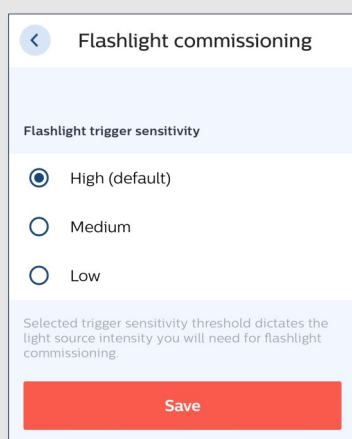 Flashlight commissioning
Flashlight trigger sensitivity
High (default)
Medium
Low
Selected trigger sensitivity threshold dictates the
light source intensity you will need for flashlight
commissioning.
Save